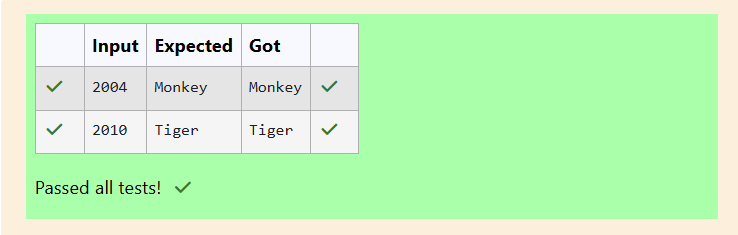 Input Expected Got
2004 Monkey Monkey
2010 Tiger Tiger
Passed all tests!